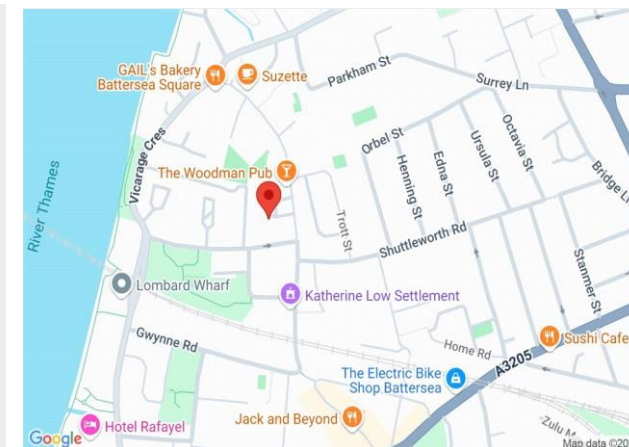 GAIL's Bakery
Battersea Square
Suzette
Parkham St
Surrey Ln
Orbel St
Octavia St
Ursula St
Edna St
Henning St
Bridge Ln
Vicarage Cres
The Woodman Pub
River Thames
Trott St
Shuttleworth Rd
Stanmer St
Lombard Wharf
Katherine Low Settlement
Gwynne Rd
Home Rd
A3205
Sushi Cafe
The Electric Bike
Shop Battersea
Hotel Rafayel
Jack and Beyond
Zulu M
Google
Map data ©20